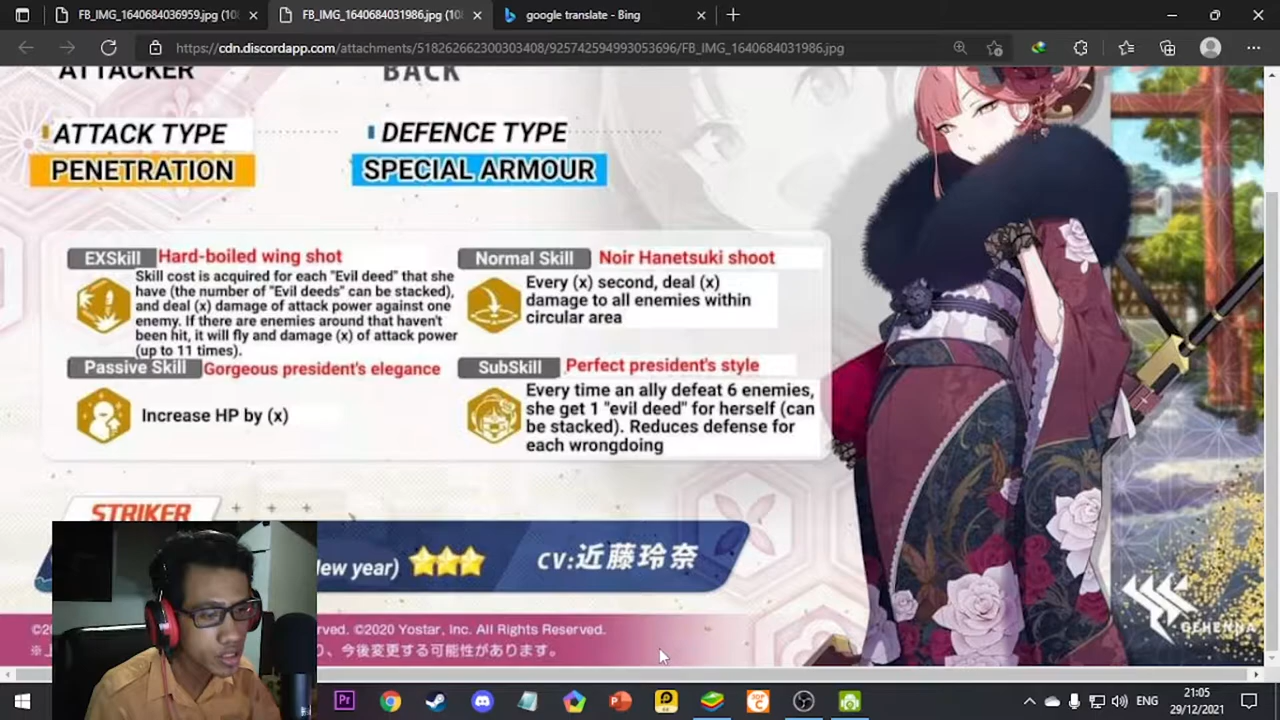 FB_IMG_1640684036959.jpg (10
FB_IMG_1640684031986.jpg (10
google translate - Bing
https://cdn.discordapp.com/attachments/518262662300303408/925742594993053696/FB_IMG_1640684031986.jpg
ATTACKER
BACK
ATTACK TYPE
DEFENCE TYPE
PENETRATION
SPECIAL ARMOUR
EXSkill Hard-boiled wing shot
Skill cost is acquired for each "Evil deed" that she
have (the number of "Evil deeds" can be stacked),
and deal (x) damage of attack power against one
enemy. If there are enemies around that haven't
been hit, it will fly and damage (x) of attack power
(up to 11 times).
Normal Skill Noir Hanetsuki shoot
Every (x) second, deal (x)
damage to all enemies within
circular area
Passive Skill Gorgeous president's elegance
Increase HP by (x)
SubSkill Perfect president's style
Every time an ally defeat 6 enemies,
she get 1 "evil deed" for herself (can
be stacked). Reduces defense for
each wrongdoing
STRIKER
New year)
CV:近藤玲奈
rved. ©2020 Yostar, Inc. All Rights Reserved.
、今後変更する可能性があります。
GEHENNA
Pr
ENG
21:05
29/12/2021